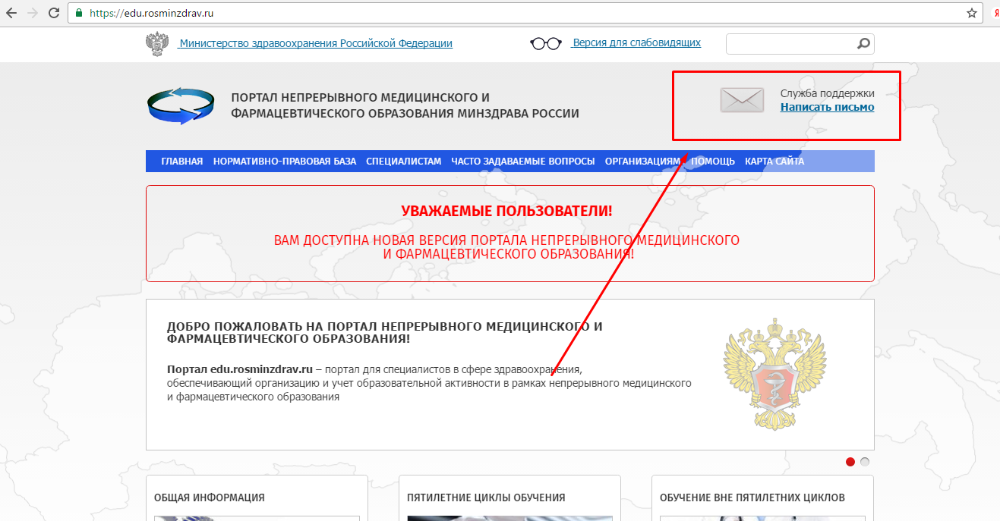 https://edu.rosminzdrav.ru
Я
Министерство здравоохранения Российской Федерации
Версия для слабовидящих
ПОРТАЛ НЕПРЕРЫВНОГО МЕДИЦИНСКОГО И
ФАРМАЦЕВТИЧЕСКОГО ОБРАЗОВАНИЯ МИНЗДРАВА РОССИИ
Служба поддержки
Написать письмо
ГЛАВНАЯ НОРМАТИВНО-ПРАВОВАЯ БАЗА СПЕЦИАЛИСТАМ ЧАСТО ЗАДАВАЕМЫЕ ВОПРОСЫ ОРГАНИЗАЦИЯМ ПОМОЩЬ КАРТА САЙТА
УВАЖАЕМЫЕ ПОЛЬЗОВАТЕЛИ!
ВАМ ДОСТУПНА НОВАЯ ВЕРСИЯ ПОРТАЛА НЕПРЕРЫВНОГО МЕДИЦИНСКОГО
И ФАРМАЦЕВТИЧЕСКОГО ОБРАЗОВАНИЯ!
ДОБРО ПОЖАЛОВАТЬ НА ПОРТАЛ НЕПРЕРЫВНОГО МЕДИЦИНСКОГО И
ФАРМАЦЕВТИЧЕСКОГО ОБРАЗОВАНИЯ!
Портал edu.rosminzdrav.ru – портал для специалистов в сфере здравоохранения,
обеспечивающий организацию и учет образовательной активности в рамках непрерывного медицинского
и фармацевтического образования
ОБЩАЯ ИНФОРМАЦИЯ
ПЯТИЛЕТНИЕ ЦИКЛЫ ОБУЧЕНИЯ
ОБУЧЕНИЕ ВНЕ ПЯТИЛЕТНИХ ЦИКЛОВ